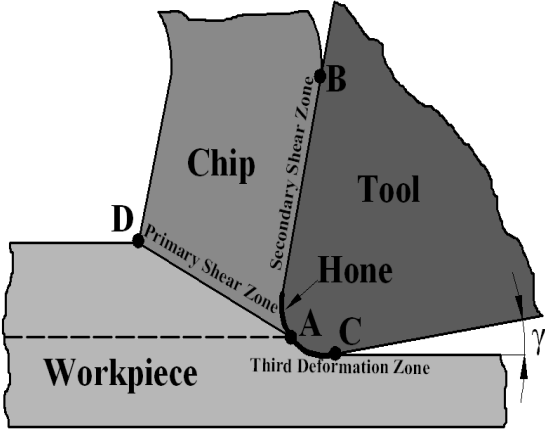 B
Chip
Secondary Shear Zone
Tool
D
Primary Shear Zone
Hone
A
C
γ
Third Deformation Zone
Workpiece